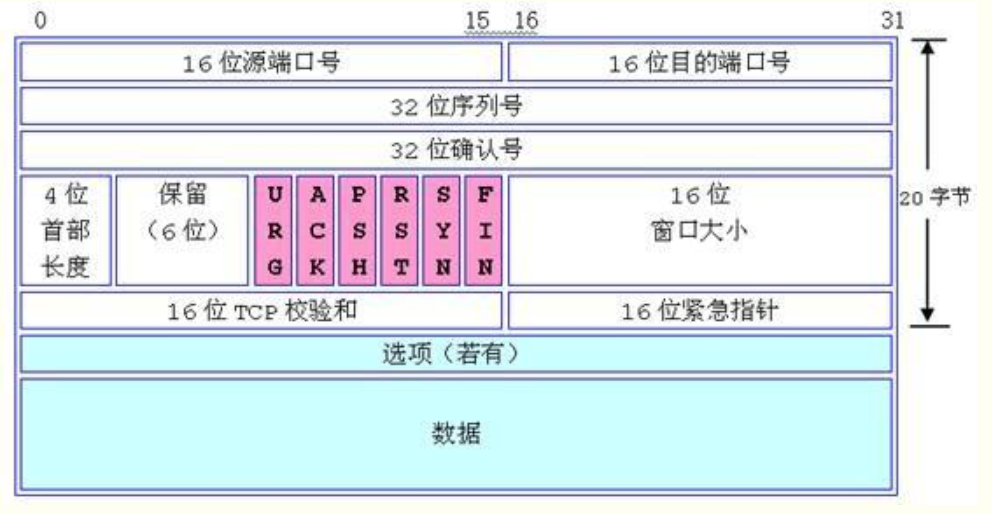 0 15 16 31
16 位源端口号 16 位目的端口号
32 位序列号
32 位确认号
4 位首部长度 保留（6 位） URG ACK PSH RST SYN FIN 16 位窗口大小
20 字节
16 位 TCP 校验和 16 位紧急指针
选项（若有）
数据